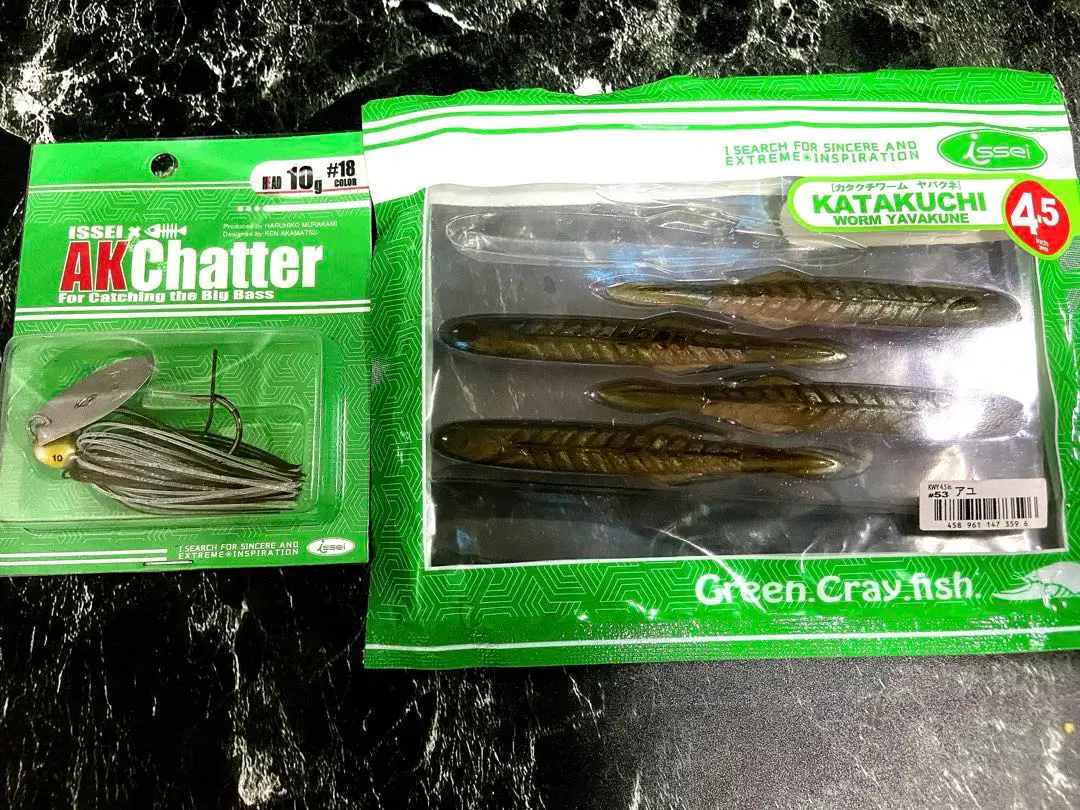 HEAD 10g #18 COLOR
Produced by HARUHIKO MURAKAMI
Designed by KEN AKAMATSU
ISSEI ×
AKChatter
For Catching the Big Bass
10
I SEARCH FOR SINCERE AND
EXTREME INSPIRATION
issei
I SEARCH FOR SINCERE AND
EXTREME INSPIRATION
issei
[カタクチワーム ヤバクネ]
KATAKUCHI
WORM YAVAKUNE
4.5
inch
KWY 4.5in
#53 アユ
458 961 147 359 6
Green.Cray.fish.